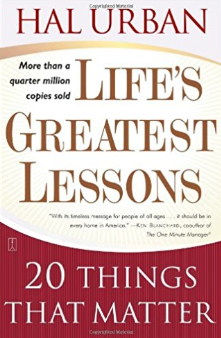 HAL URBAN
More than a
quarter million
copies sold
LIFE'S
GREATEST
LESSONS
"With its timeless message for people of all ages . . . it should be in
every home in America." —KEN BLANCHARD, coauthor of
The One Minute Manager
20 THINGS
THAT MATTER